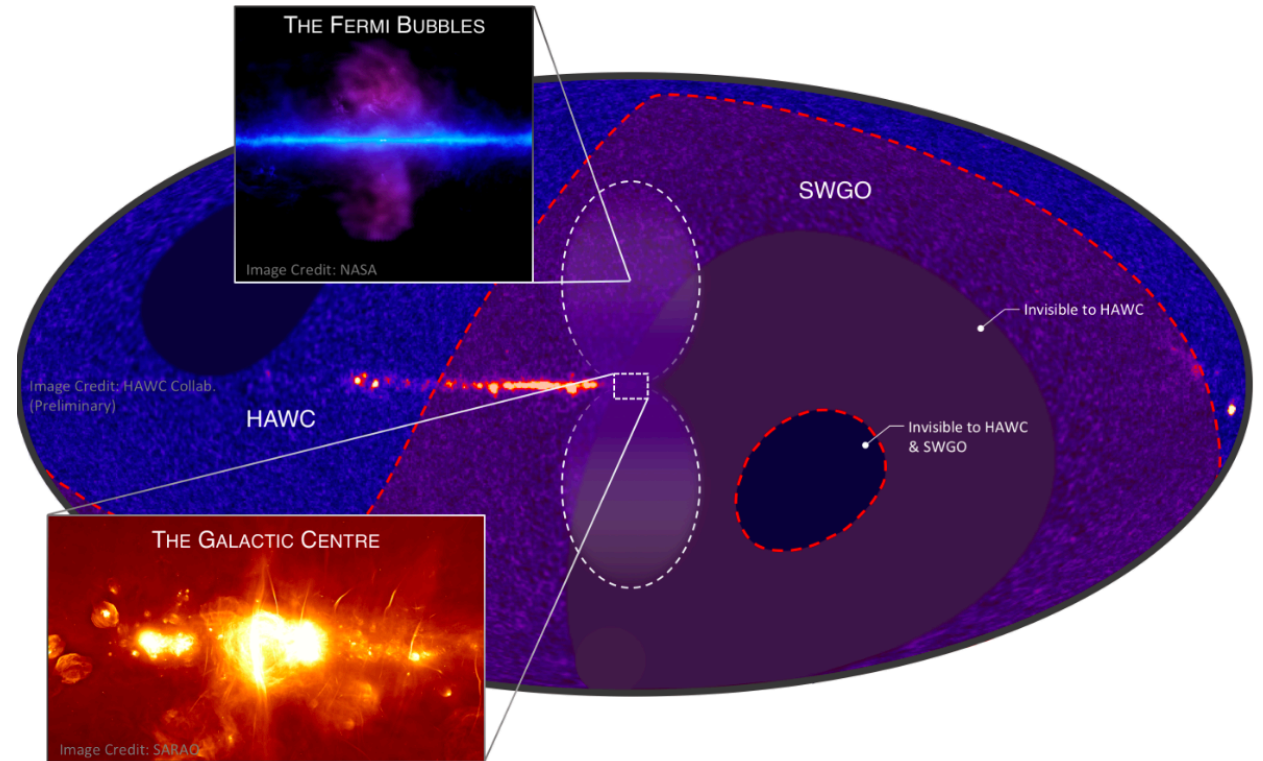 THE FERMI BUBBLES
Image Credit: NASA
SWGO
Invisible to HAWC
Image Credit: HAWC Collab.
(Preliminary)
HAWC
Invisible to HAWC
& SWGO
THE GALACTIC CENTRE
Image Credit: SARAO